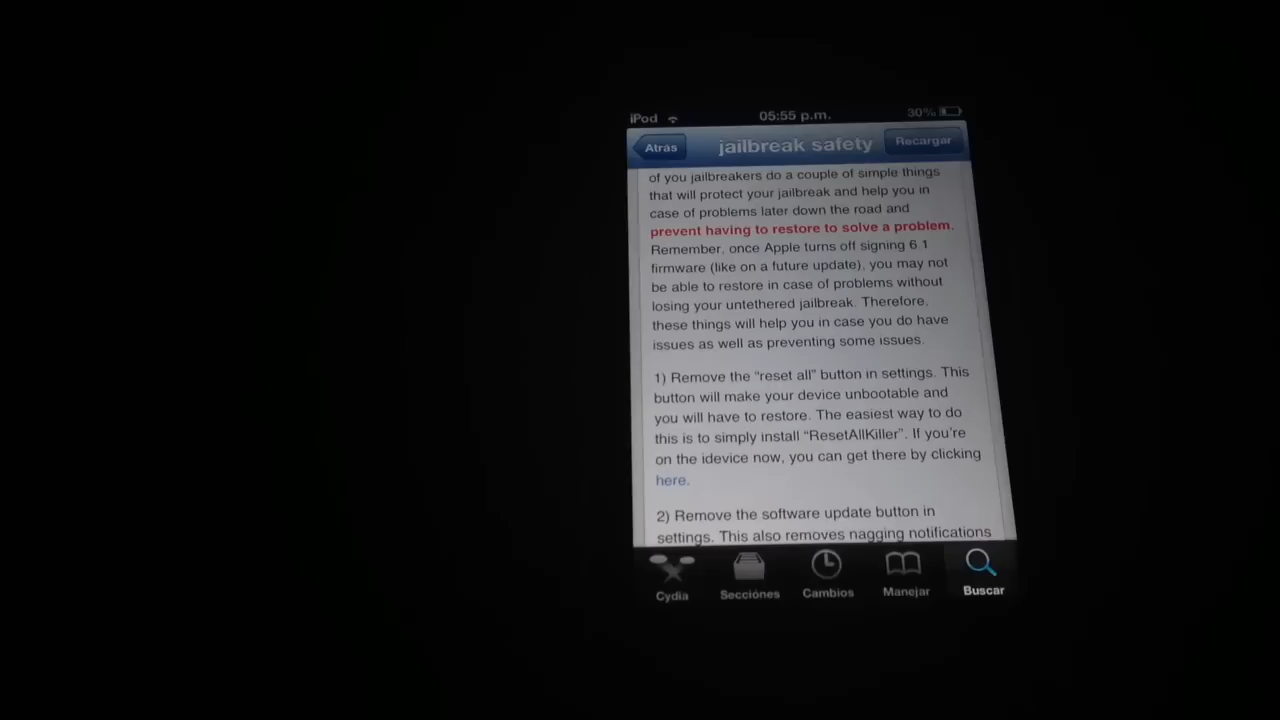 iPod 05:55 p.m. 30%
Atrás jailbreak safety Recargar
of you jailbreakers do a couple of simple things
that will protect your jailbreak and help you in
case of problems later down the road and
prevent having to restore to solve a problem.
Remember, once Apple turns off signing 6.1
firmware (like on a future update), you may not
be able to restore in case of problems without
losing your untethered jailbreak. Therefore,
these things will help you in case you do have
issues as well as preventing some issues.
1) Remove the “reset all” button in settings. This
button will make your device unbootable and
you will have to restore. The easiest way to do
this is to simply install “ResetAllKiller”. If you're
on the idevice now, you can get there by clicking
here.
2) Remove the software update button in
settings. This also removes nagging notifications
Cydia Secciónes Cambios Manejar Buscar